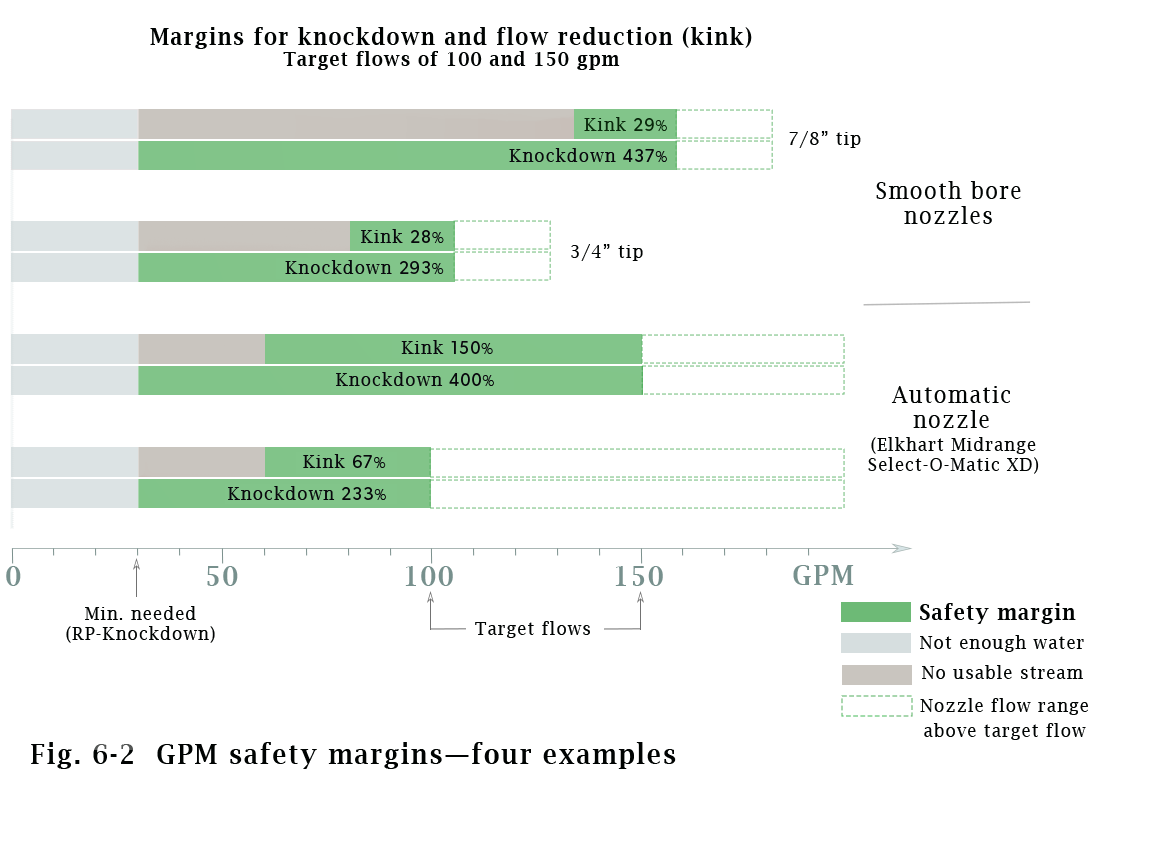 Margins for knockdown and flow reduction (kink)
Target flows of 100 and 150 gpm
Kink 29%
Knockdown 437%
7/8” tip
Smooth bore
nozzles
Kink 28%
Knockdown 293%
3/4” tip
Kink 150%
Knockdown 400%
Automatic
nozzle
(Elkhart Midrange
Select-O-Matic XD)
Kink 67%
Knockdown 233%
0 50 100 150 GPM
Min. needed
(RP-Knockdown)
Target flows
Safety margin
Not enough water
No usable stream
Nozzle flow range
above target flow
Fig. 6-2 GPM safety margins—four examples